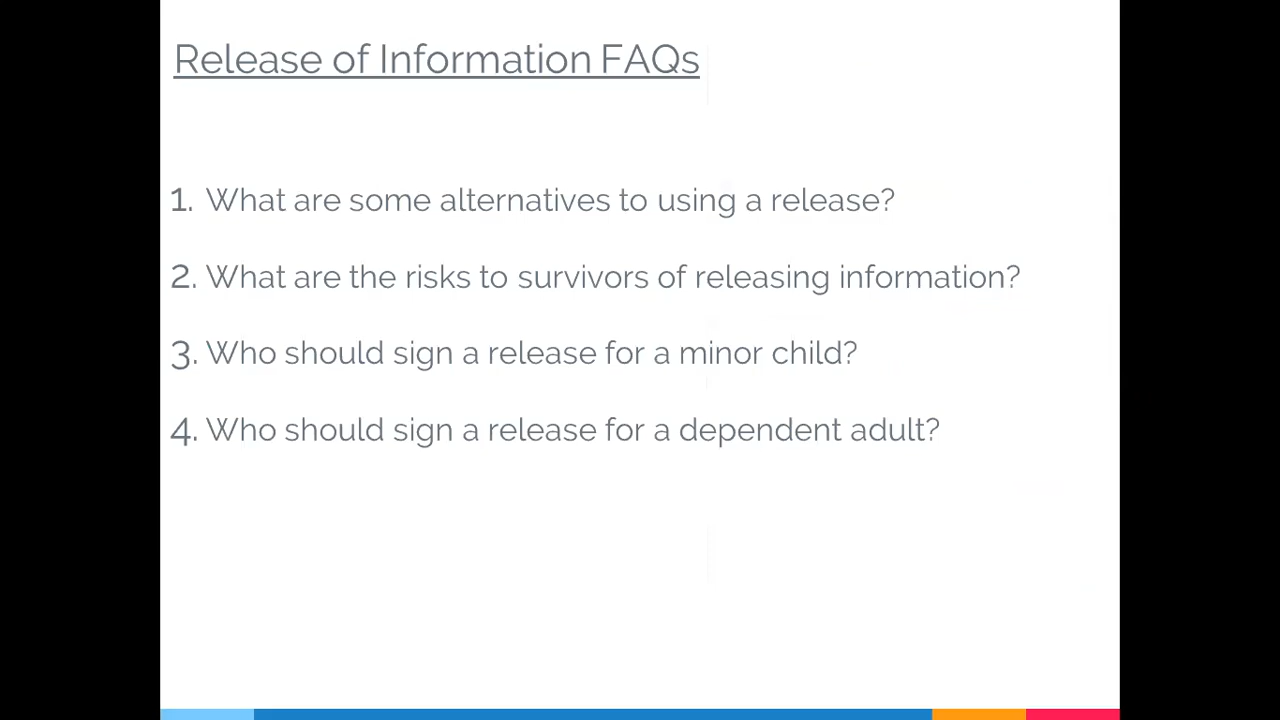 Release of Information FAQs
1. What are some alternatives to using a release?
2. What are the risks to survivors of releasing information?
3. Who should sign a release for a minor child?
4. Who should sign a release for a dependent adult?